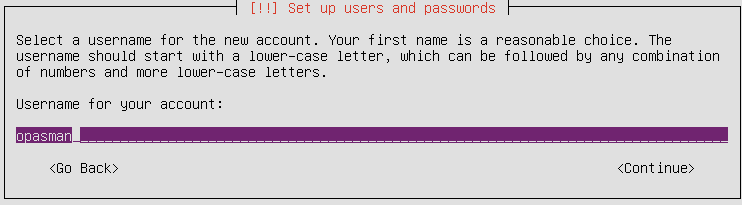 [!!] Set up users and passwords
Select a username for the new account. Your first name is a reasonable choice. The
username should start with a lower-case letter, which can be followed by any combination
of numbers and more lower-case letters.
Username for your account:
opasman
<Go Back> <Continue>